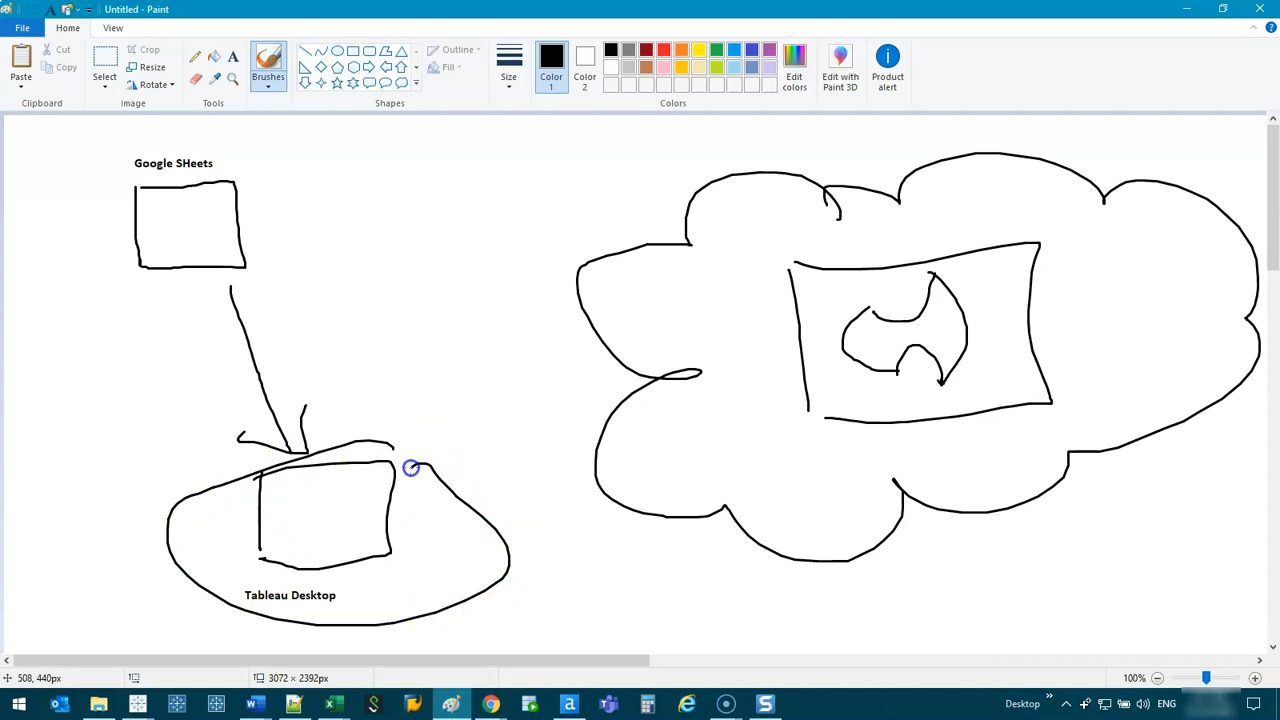 Untitled - Paint
File
Home
View
Paste
Cut
Copy
Clipboard
Select
Crop
Resize
Rotate
Image
A
Tools
Brushes
Outline
Fill
Shapes
Size
Color 1
Color 2
Edit colors
Colors
Edit with Paint 3D
Product alert
Google SHeets
Tableau Desktop
508, 440px
3072 × 2392px
100%
Desktop
ENG